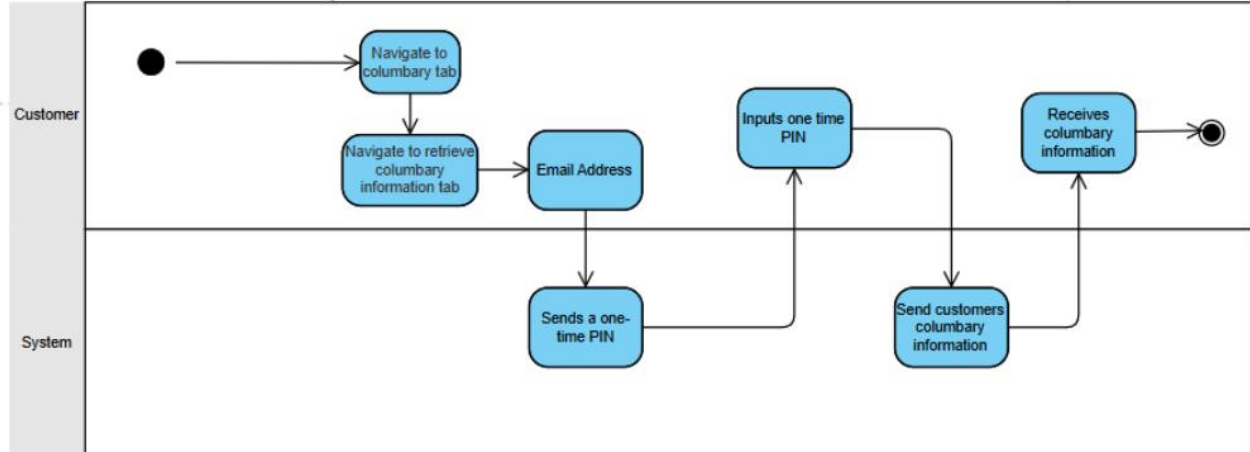 Customer
Navigate to
columbary tab
Navigate to retrieve
columbary
information tab
Email Address
Inputs one time
PIN
Receives
columbary
information
System
Sends a one-
time PIN
Send customers
columbary
information